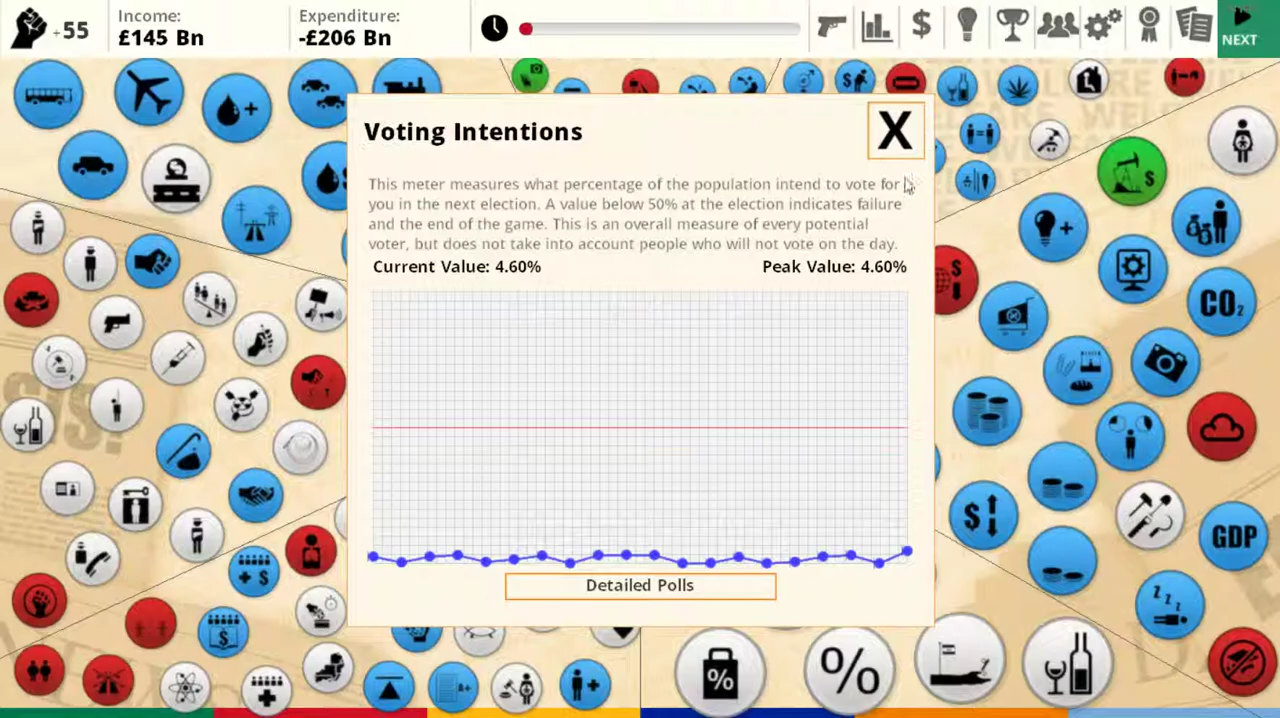 +55
Income:
£145 Bn
Expenditure:
-£206 Bn
NEXT
Voting Intentions
X
This meter measures what percentage of the population intend to vote for
you in the next election. A value below 50% at the election indicates failure
and the end of the game. This is an overall measure of every potential
voter, but does not take into account people who will not vote on the day.
Current Value: 4.60%
Peak Value: 4.60%
Detailed Polls
CO₂
GDP